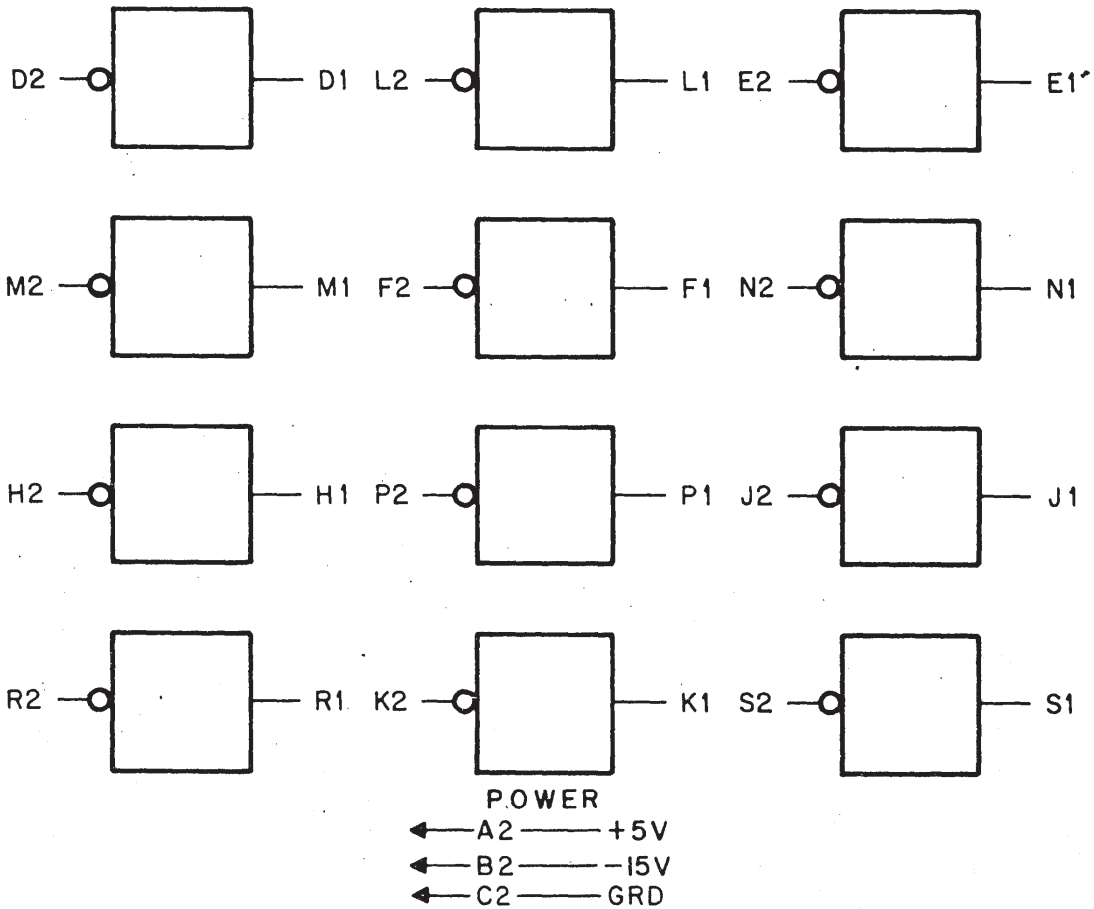 D2 D1 L2 L1 E2 E1
M2 M1 F2 F1 N2 N1
H2 H1 P2 P1 J2 J1
R2 R1 K2 K1 S2 S1
POWER
A2 +5V
B2 -15V
C2 GRD